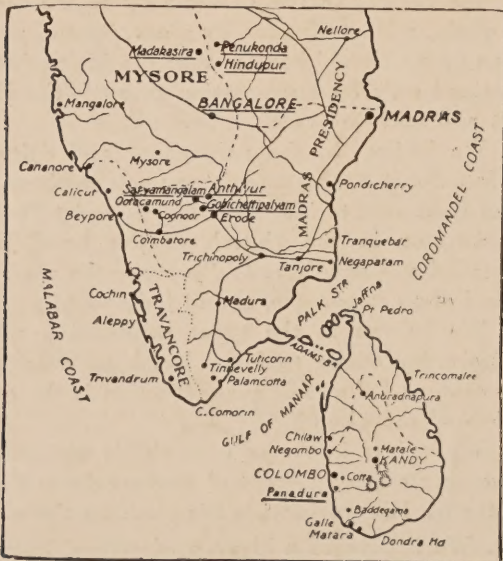 Nellore
Penukonda
Madakasira
Hindupur
MYSORE
Mangalore
BANGALORE
MADRAS PRESIDENCY
MADRAS
COROMANDEL COAST
Mysore
Cananore
Calicut
Satyamangalam
Anthiyur
Pondicherry
Ootacamund
Gobichettipalyam
Beypore
Coonoor
Erode
Coimbatore
Tranquebar
Trichinopoly
Tanjore
Negapatam
MALABAR COAST
Cochin
TRAVANCORE
Madura
PALK STR
Jaffna
Pt Pedro
Aleppy
ADAMS BR.
Tuticorin
Tinnevelly
Trivandrum
Palamcotta
Trincomalee
Anuradhapura
C. Comorin
GULF OF MANAAR
Chilaw
Matale
Negombo
KANDY
COLOMBO
Cotta
Panadura
Baddegama
Galle
Matara
Dondra Hd